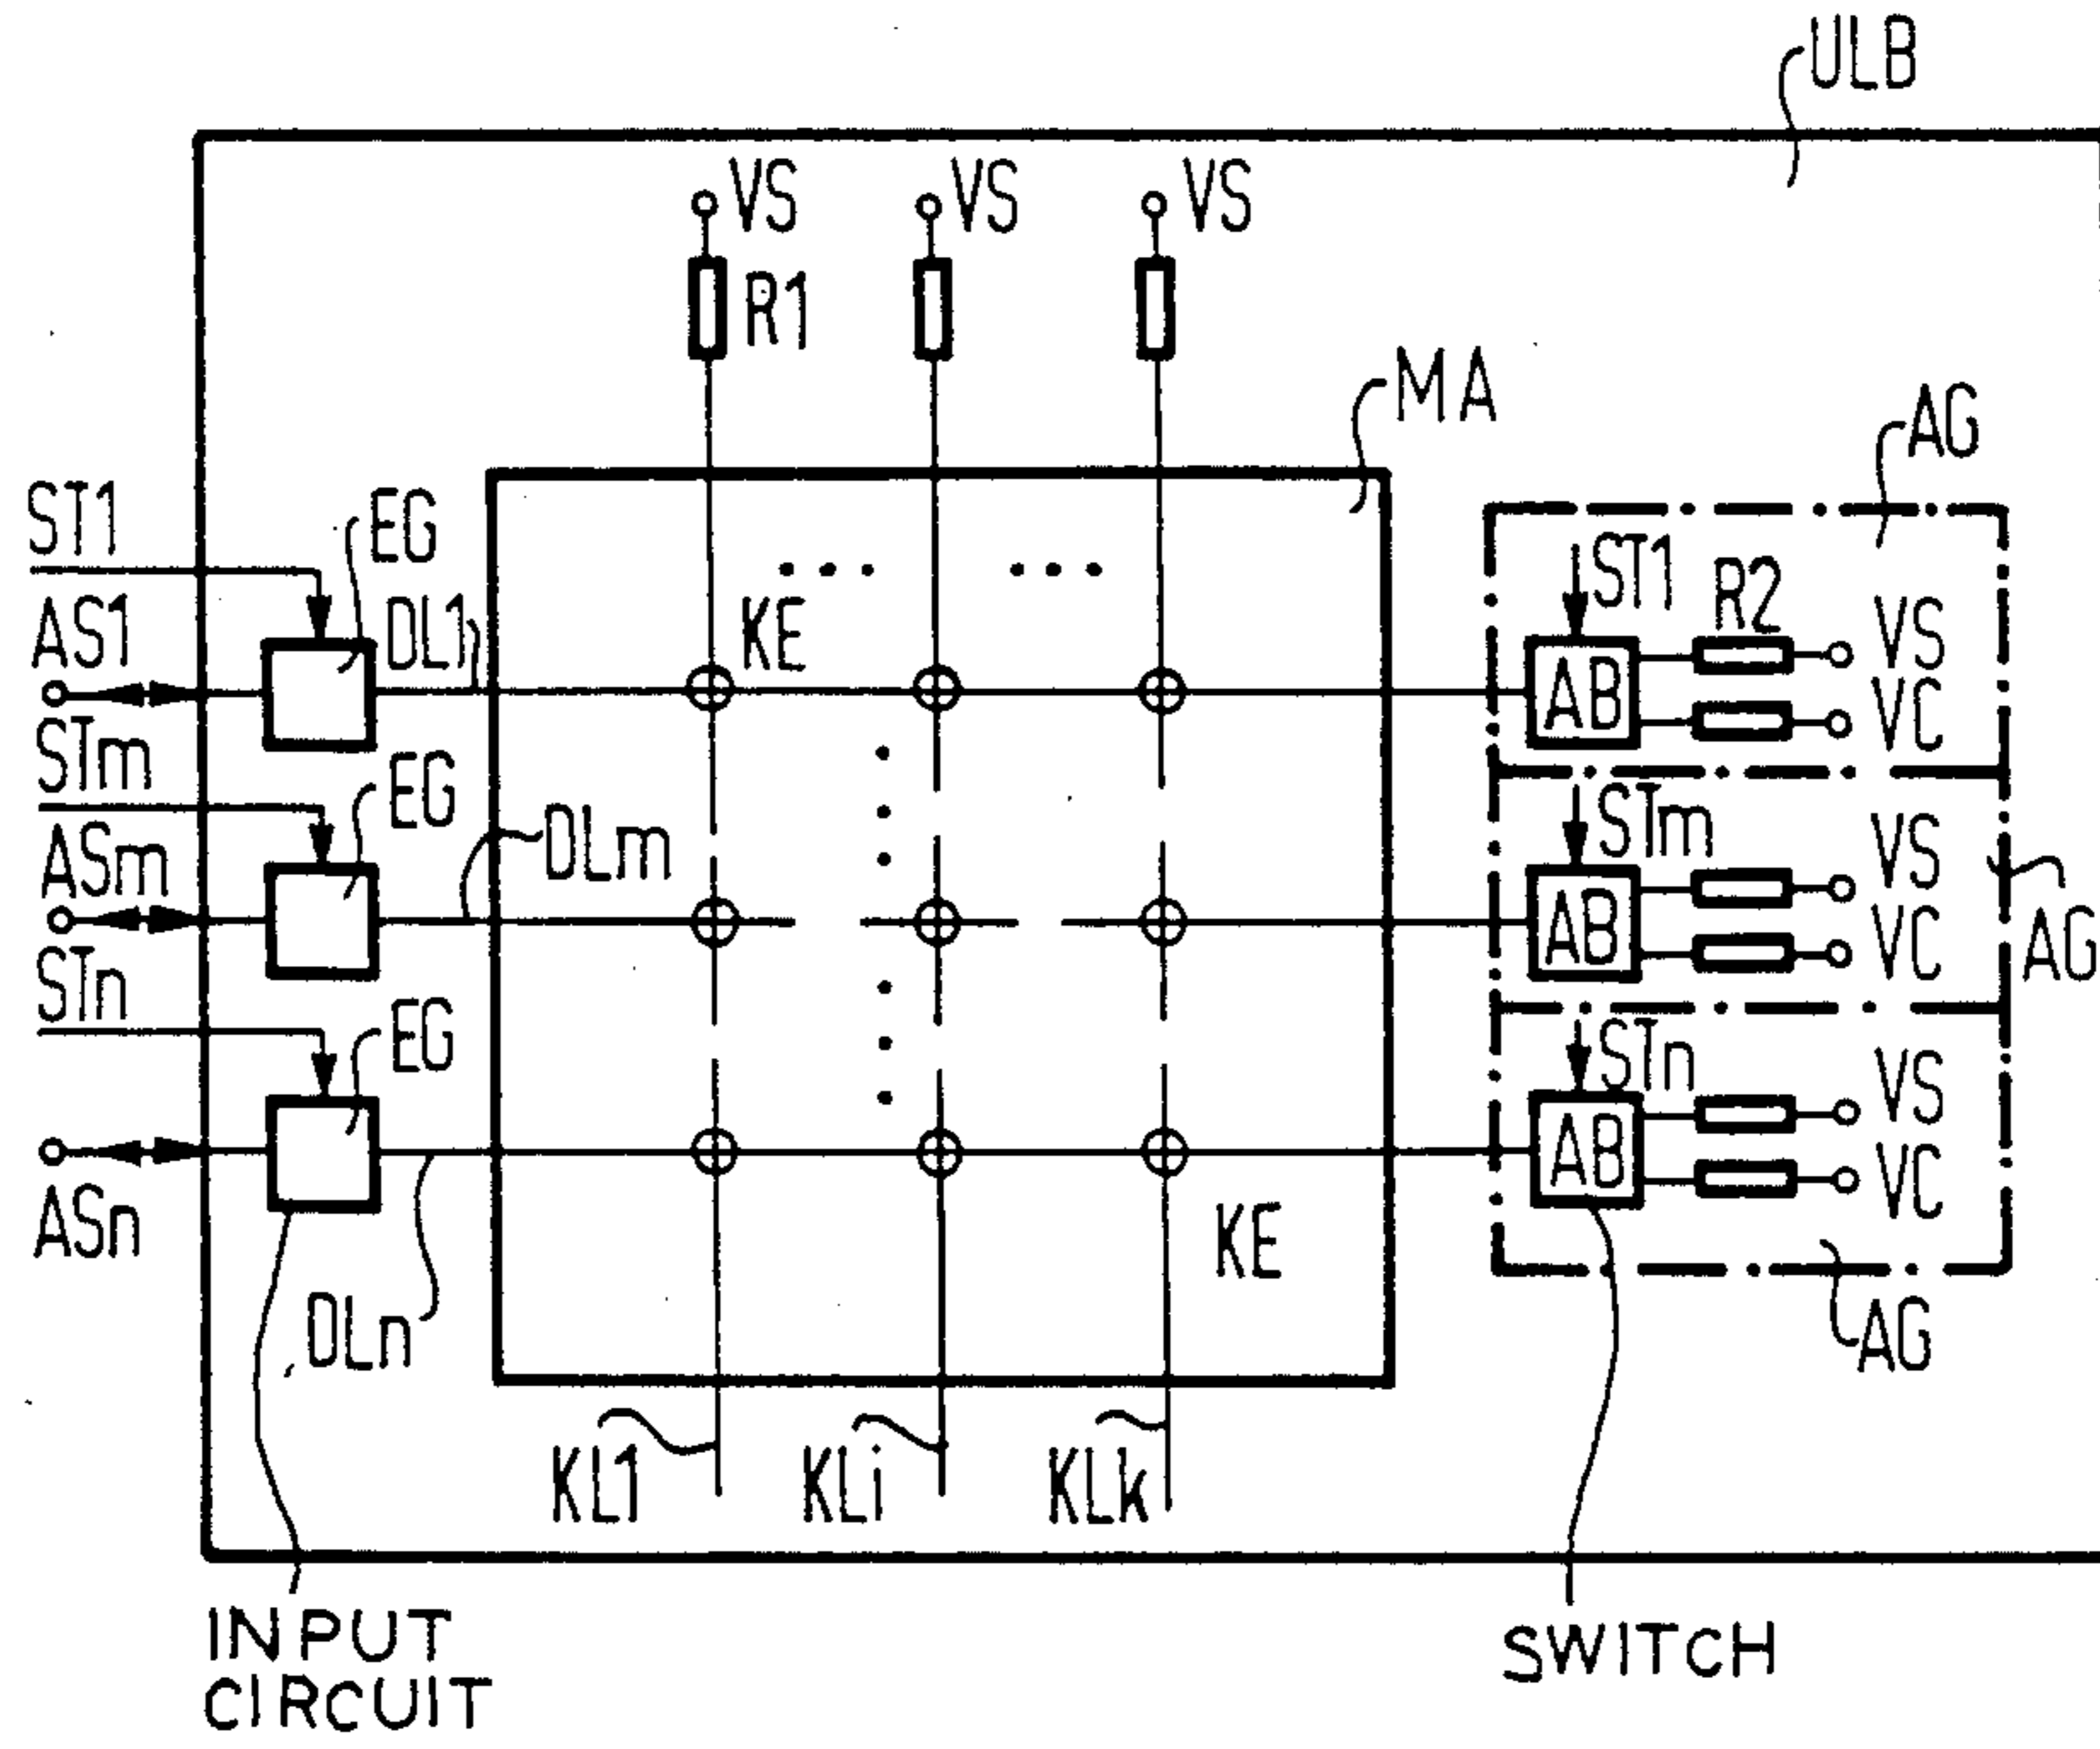 ULB
VS VS VS
R1
MA
AG
ST1
EG
ST1
R2
AS1
DL1
KE
VS
AB
VC
STm
EG
STm
VS
ASm
DLm
AB
VC
AG
STn
EG
STn
VS
AB
VC
ASn
KE
DLn
AG
KL1 KLi KLk
INPUT
CIRCUIT
SWITCH